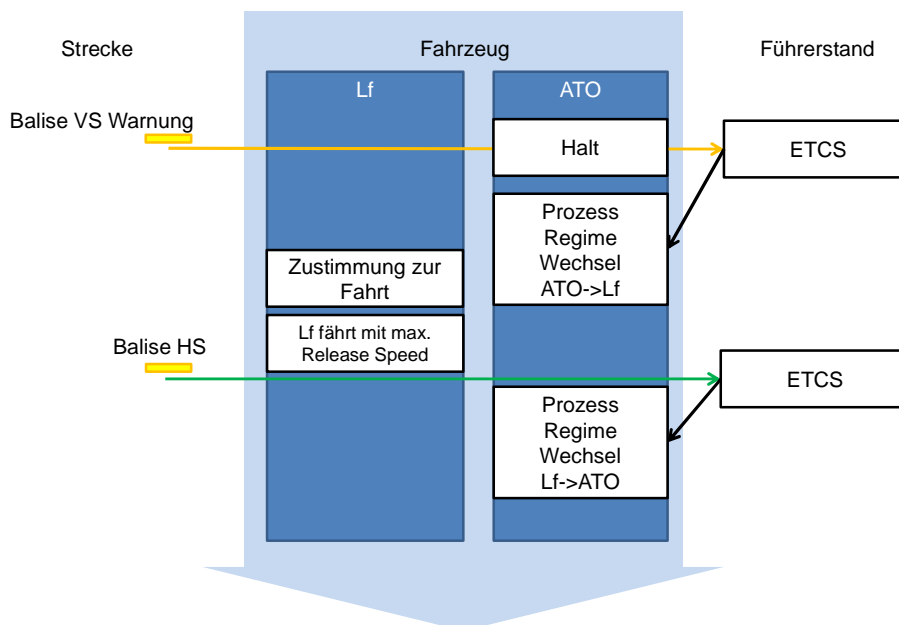 Strecke
Fahrzeug
Führerstand
Lf
ATO
Balise VS Warnung
Halt
ETCS
Prozess
Regime
Wechsel
ATO->Lf
Zustimmung zur
Fahrt
Lf fährt mit max.
Release Speed
Balise HS
ETCS
Prozess
Regime
Wechsel
Lf->ATO